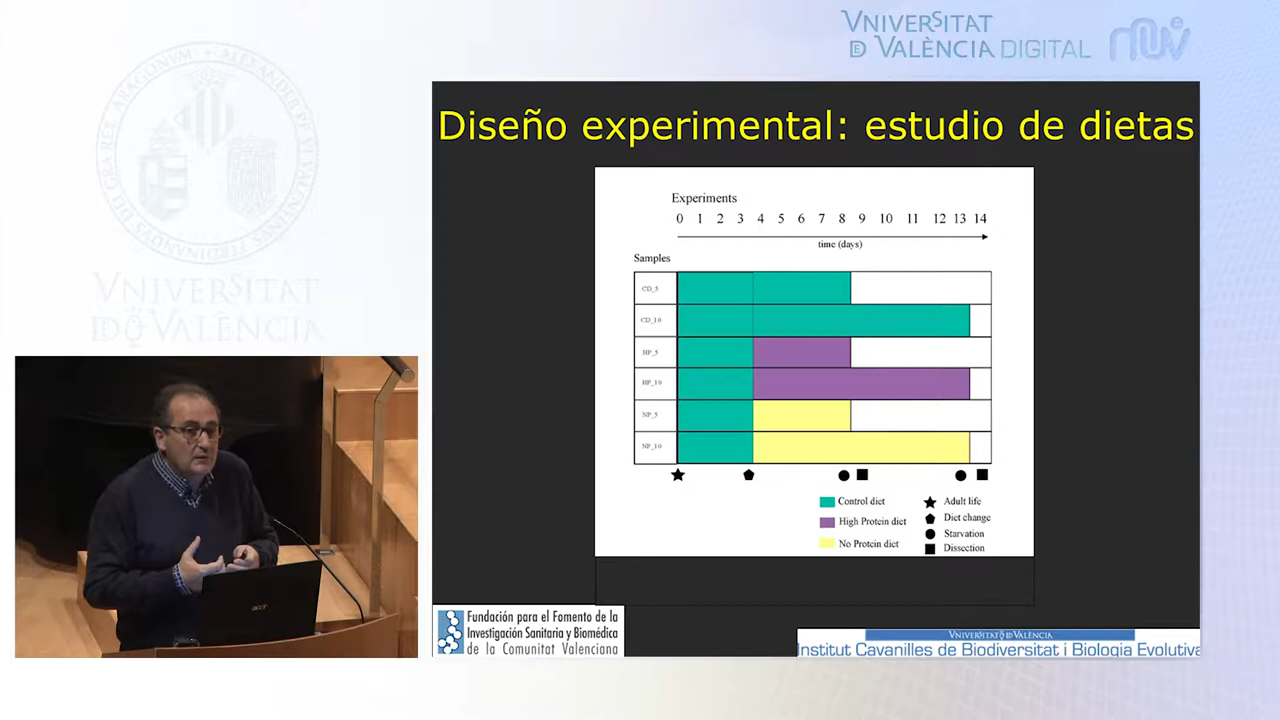 VNIVERSITAT
ID VALÈNCIA DIGITAL
VNIVERSITAT
ID VALÈNCIA
Diseño experimental: estudio de dietas
Experiments
0 1 2 3 4 5 6 7 8 9 10 11 12 13 14
time (days)
Samples
CD_5
CD_10
HP_5
HP_10
NP_5
NP_10
Control diet
High Protein diet
No Protein diet
Adult life
Diet change
Starvation
Dissection
acer
Fundación para el Fomento de la
Investigación Sanitaria y Biomédica
de la Comunitat Valenciana
VNIVERSITATID VALÈNCIA
Institut Cavanilles de Biodiversitat i Biologia Evolutiva